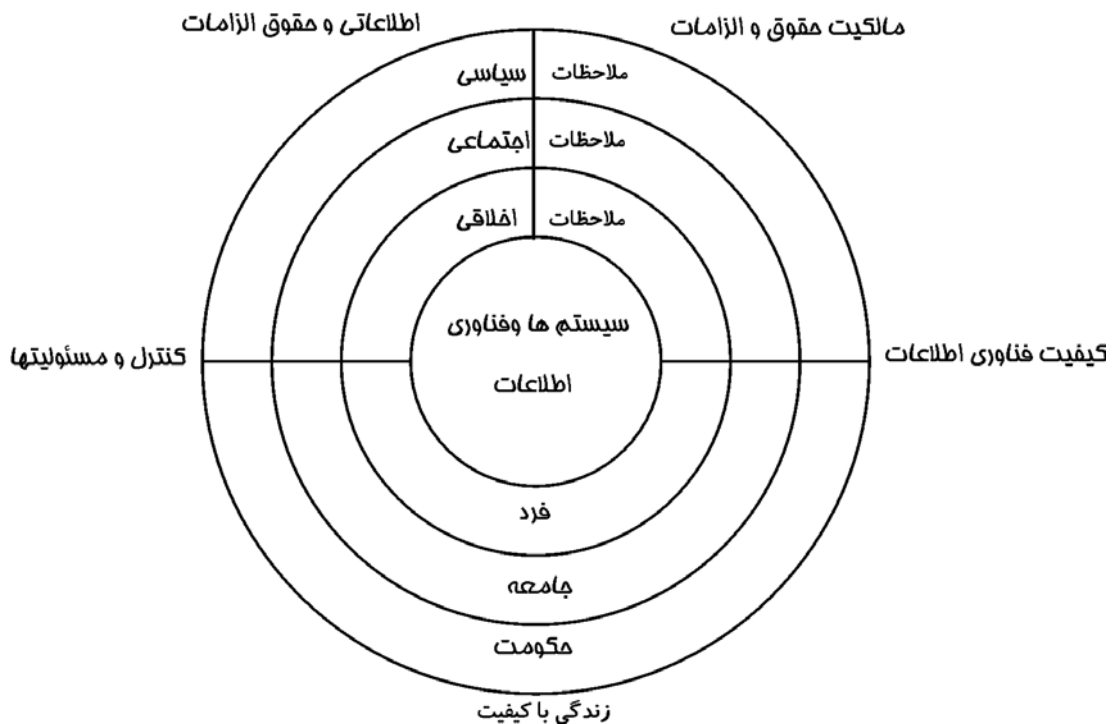 مالکیت حقوق و الزامات
اطلاعاتی و حقوق الزامات
ملاحظات سیاسی
ملاحظات اجتماعی
ملاحظات اخلاقی
سیستم ها وفناوری
اطلاعات
کیفیت فناوری اطلاعات
کنترل و مسئولیتها
فرد
جامعه
حکومت
زندگی با کیفیت